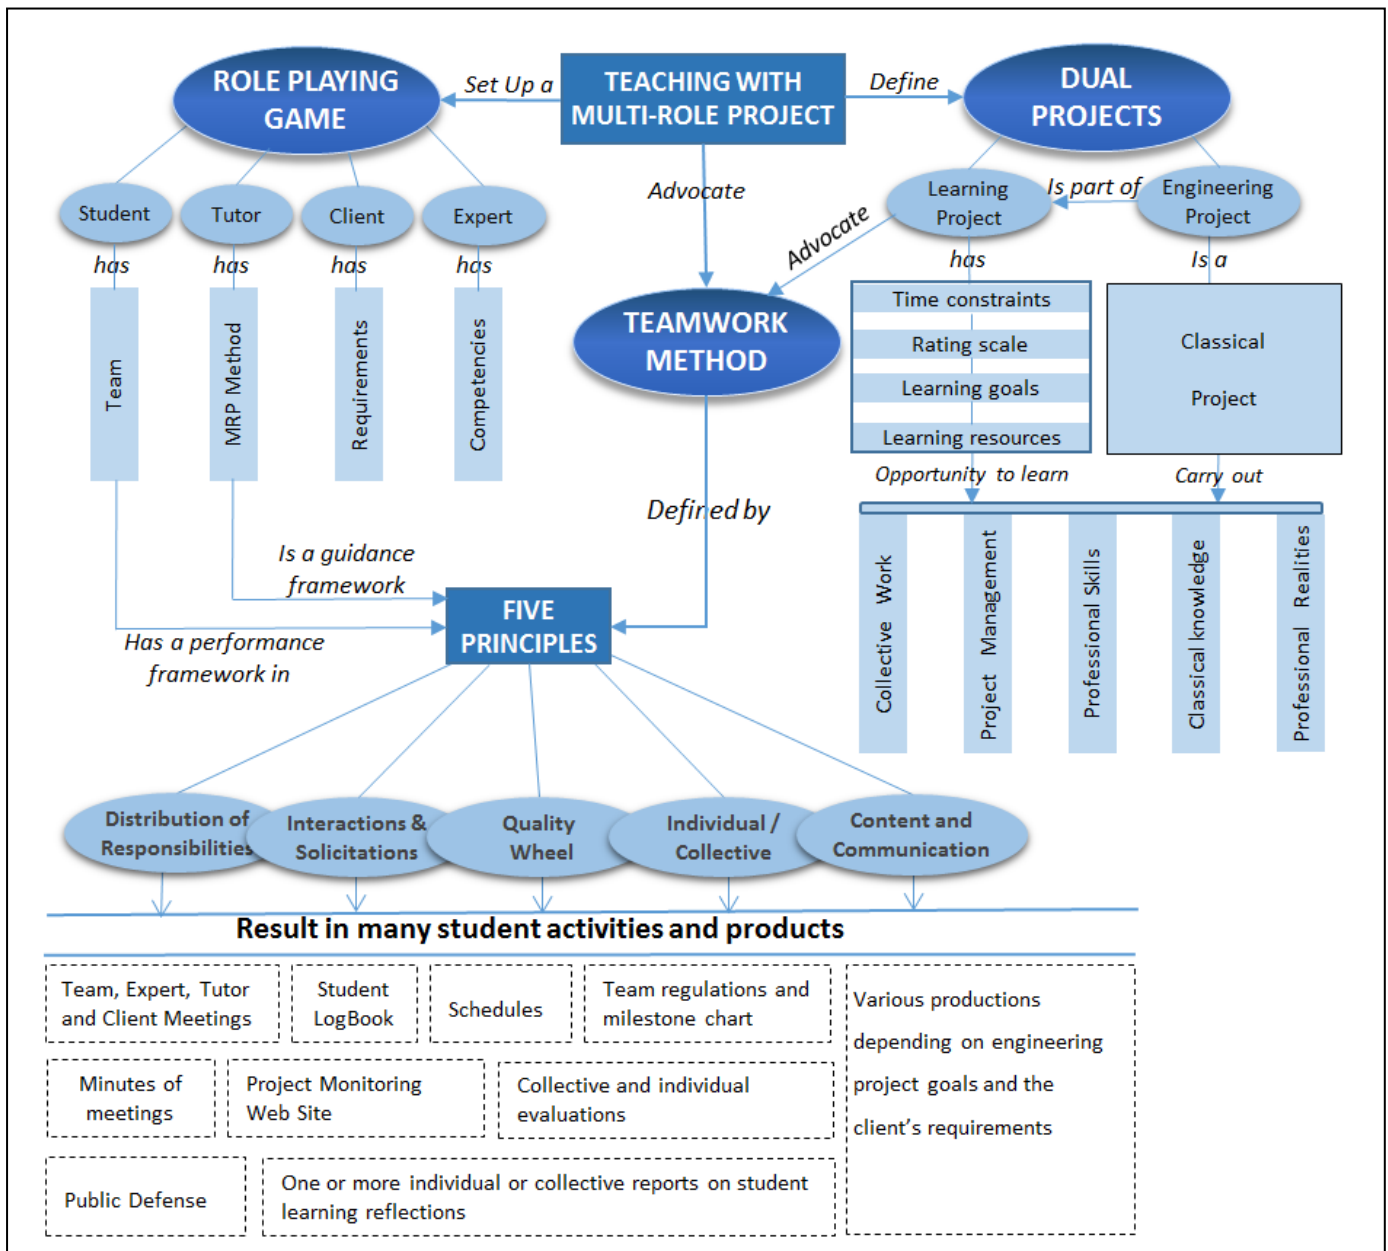 ROLE PLAYING
GAME
Set Up a
TEACHING WITH
MULTI-ROLE PROJECT
Define
DUAL
PROJECTS
Advocate
Student
Tutor
Client
Expert
Learning
Project
Is part of
Engineering
Project
Advocate
has
has
has
has
has
Is a
Team
MRP Method
Requirements
Competencies
TEAMWORK
METHOD
Time constraints
Rating scale
Learning goals
Learning resources
Classical
Project
Opportunity to learn
Carry out
Defined by
Collective Work
Project Management
Professional Skills
Classical knowledge
Professional Realities
Is a guidance
framework
FIVE
PRINCIPLES
Has a performance
framework in
Distribution of
Responsibilities
Interactions &
Solicitations
Quality
Wheel
Individual /
Collective
Content and
Communication
Result in many student activities and products
Team, Expert, Tutor
and Client Meetings
Student
LogBook
Schedules
Team regulations and
milestone chart
Various productions
depending on engineering
project goals and the
client's requirements
Minutes of
meetings
Project Monitoring
Web Site
Collective and individual
evaluations
Public Defense
One or more individual or collective reports on student
learning reflections